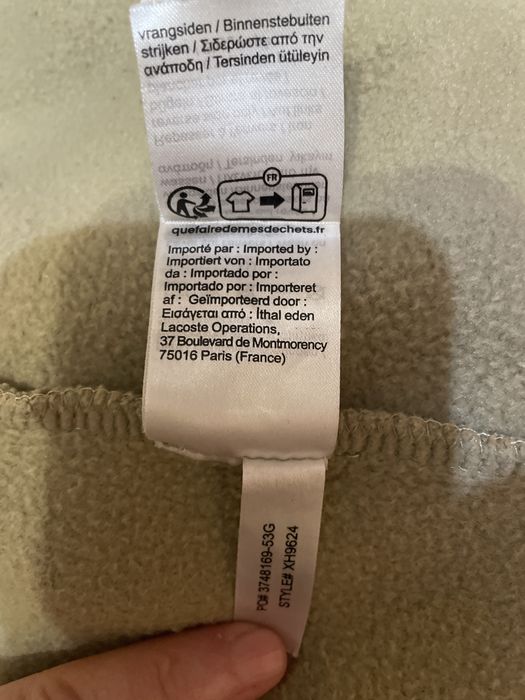 vrangsiden / Binnenstebuiten
strijken / Σιδερώστε από την
ανάποδη / Tersinden ütüleyin
FR
quefairedemesdechets.fr
Importé par : Imported by :
Importiert von : Importato
da : Importado por :
Importado por : Importeret
af : Geïmporteerd door :
Εισάγεται από : İthal eden
Lacoste Operations,
37 Boulevard de Montmorency
75016 Paris (France)
PO# 3748169-53G
STYLE# XH9624